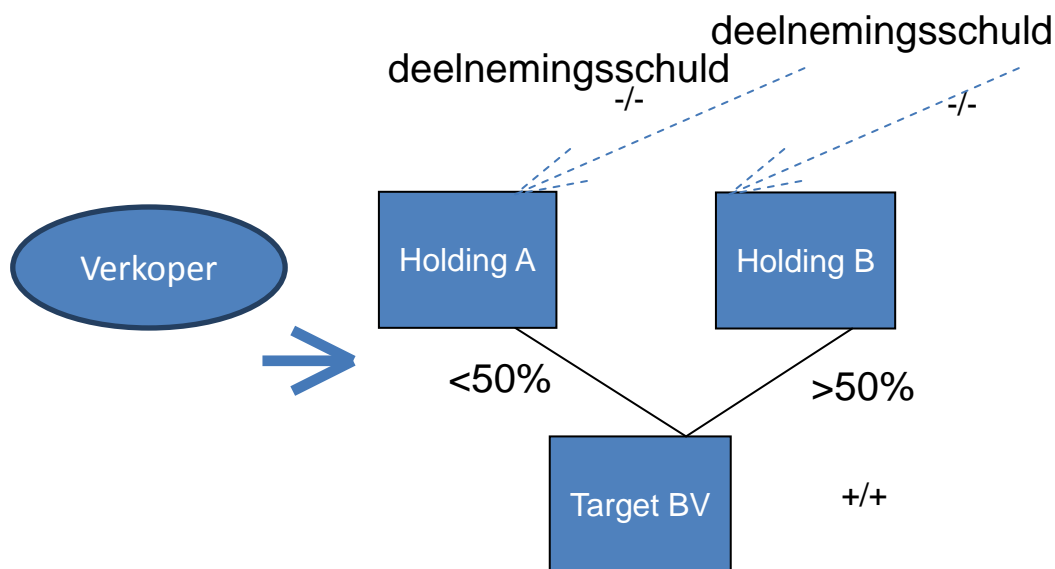 deelnemingsschuld
deelnemingsschuld
-/-
-/-
Verkoper
Holding A
Holding B
<50%
>50%
Target BV
+/+